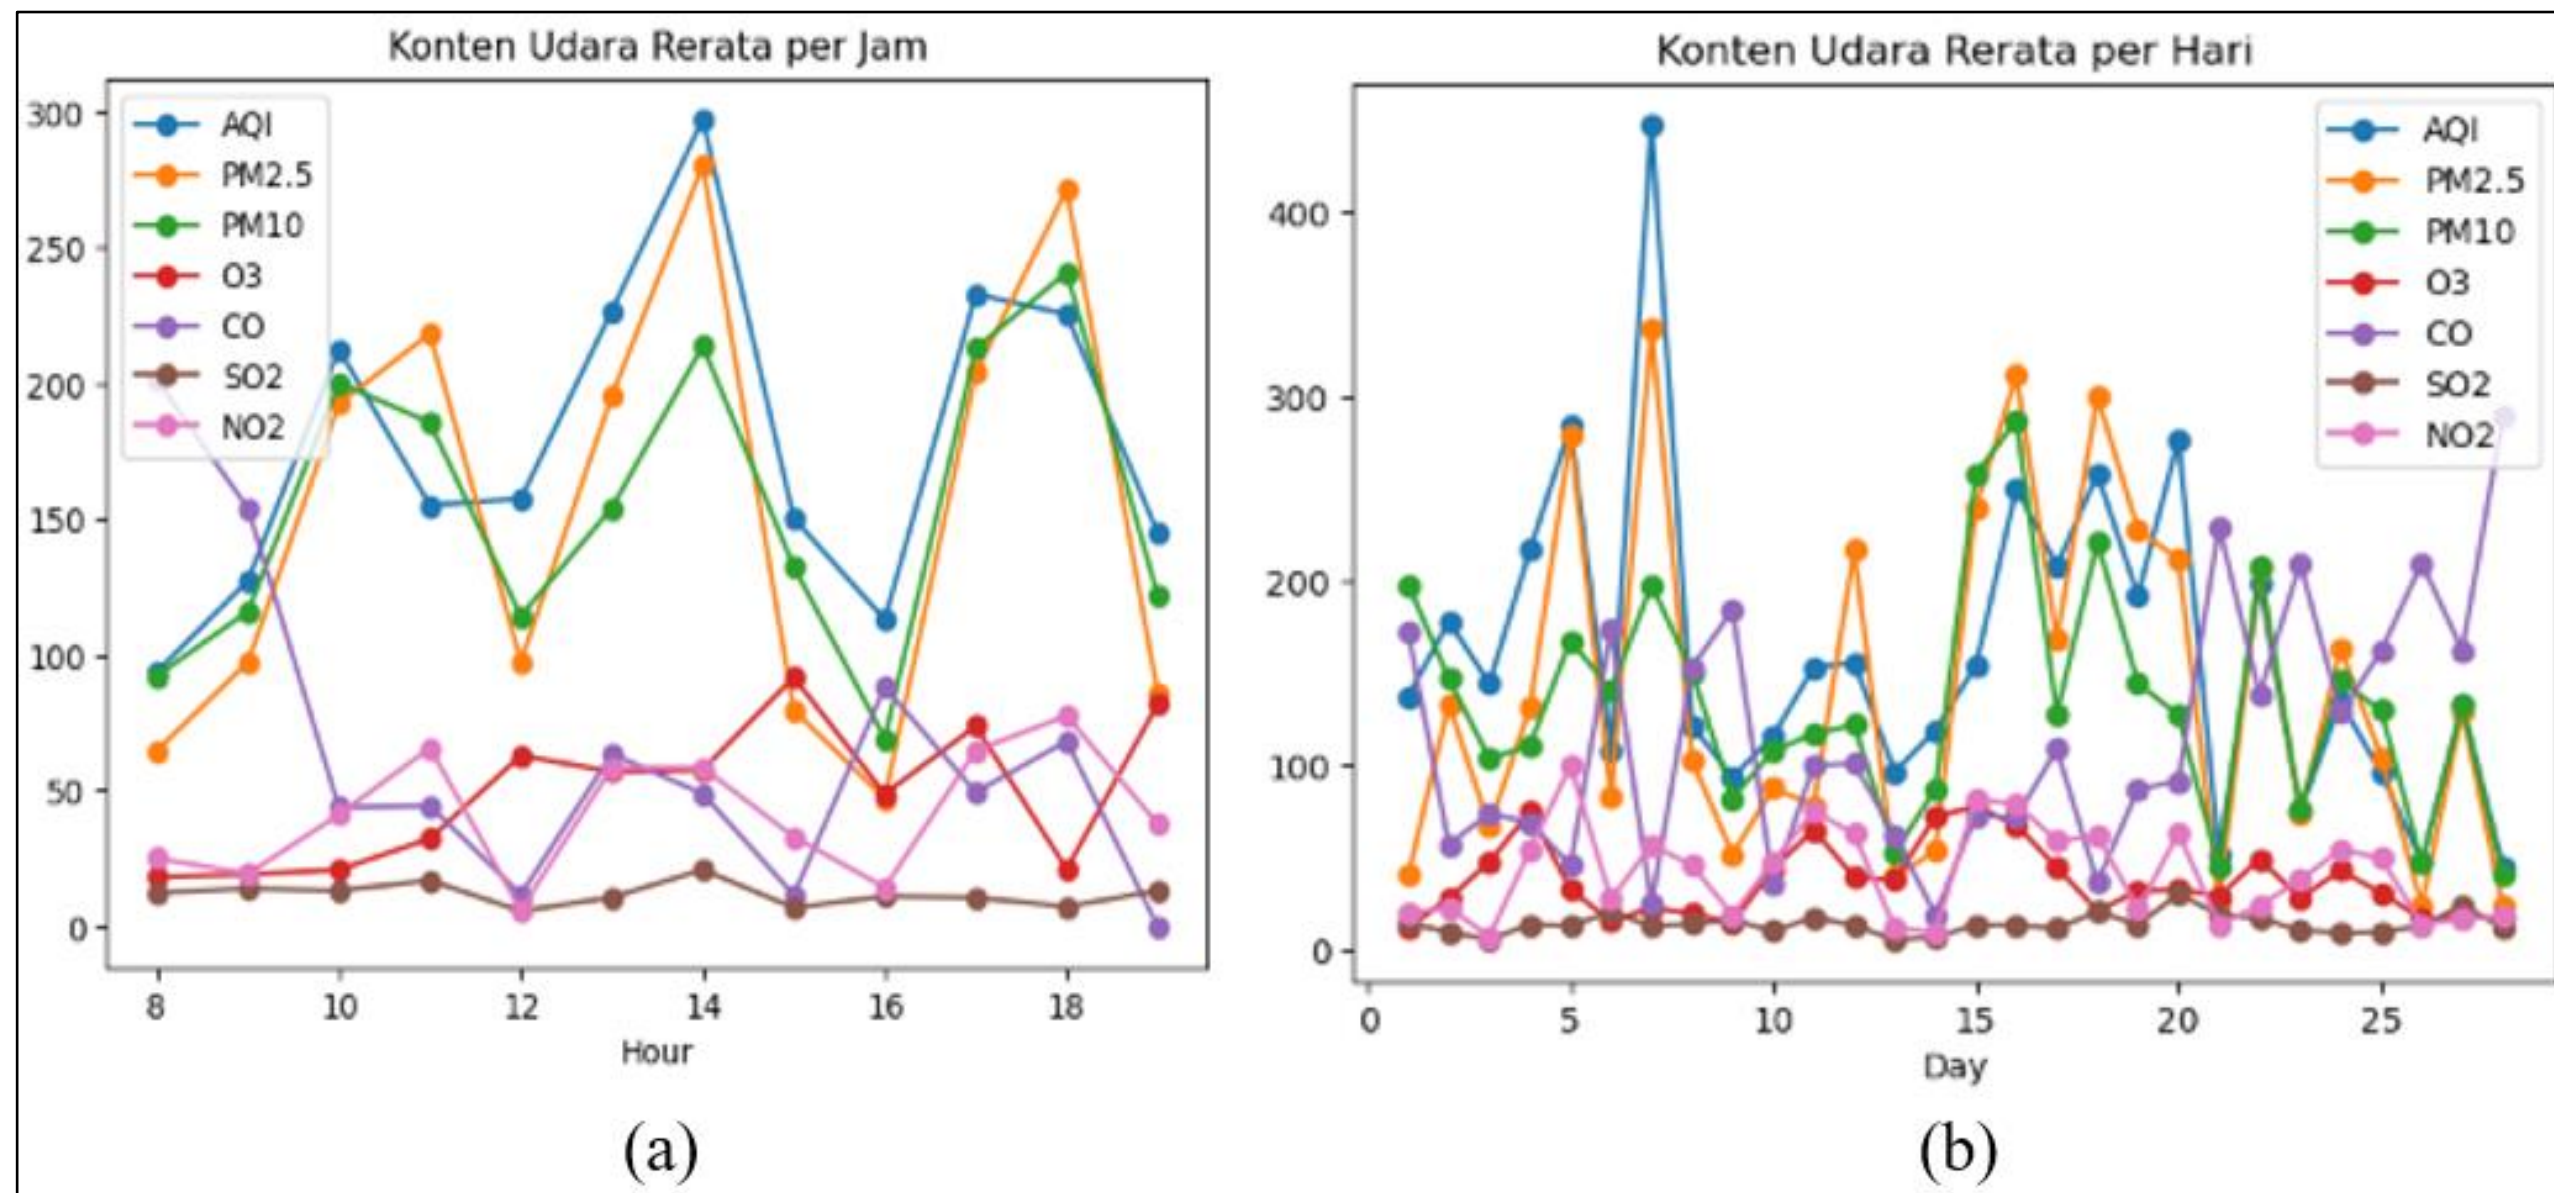 Konten Udara Rerata per Jam
300
250
200
150
100
50
0
AQI
PM2.5
PM10
O3
CO
SO2
NO2
8 10 12 14 16 18
Hour
(a)
Konten Udara Rerata per Hari
400
300
200
100
0
AQI
PM2.5
PM10
O3
CO
SO2
NO2
0 5 10 15 20 25
Day
(b)